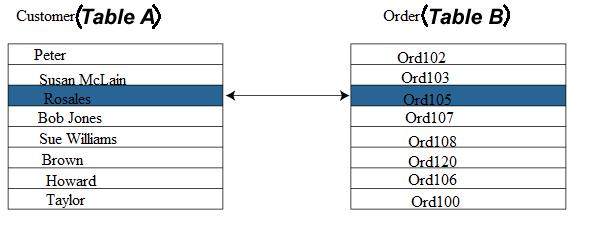 Customer(Table A)
Order(Table B)
Peter
Susan McLain
Rosales
Bob Jones
Sue Williams
Brown
Howard
Taylor
Ord102
Ord103
Ord105
Ord107
Ord108
Ord120
Ord106
Ord100